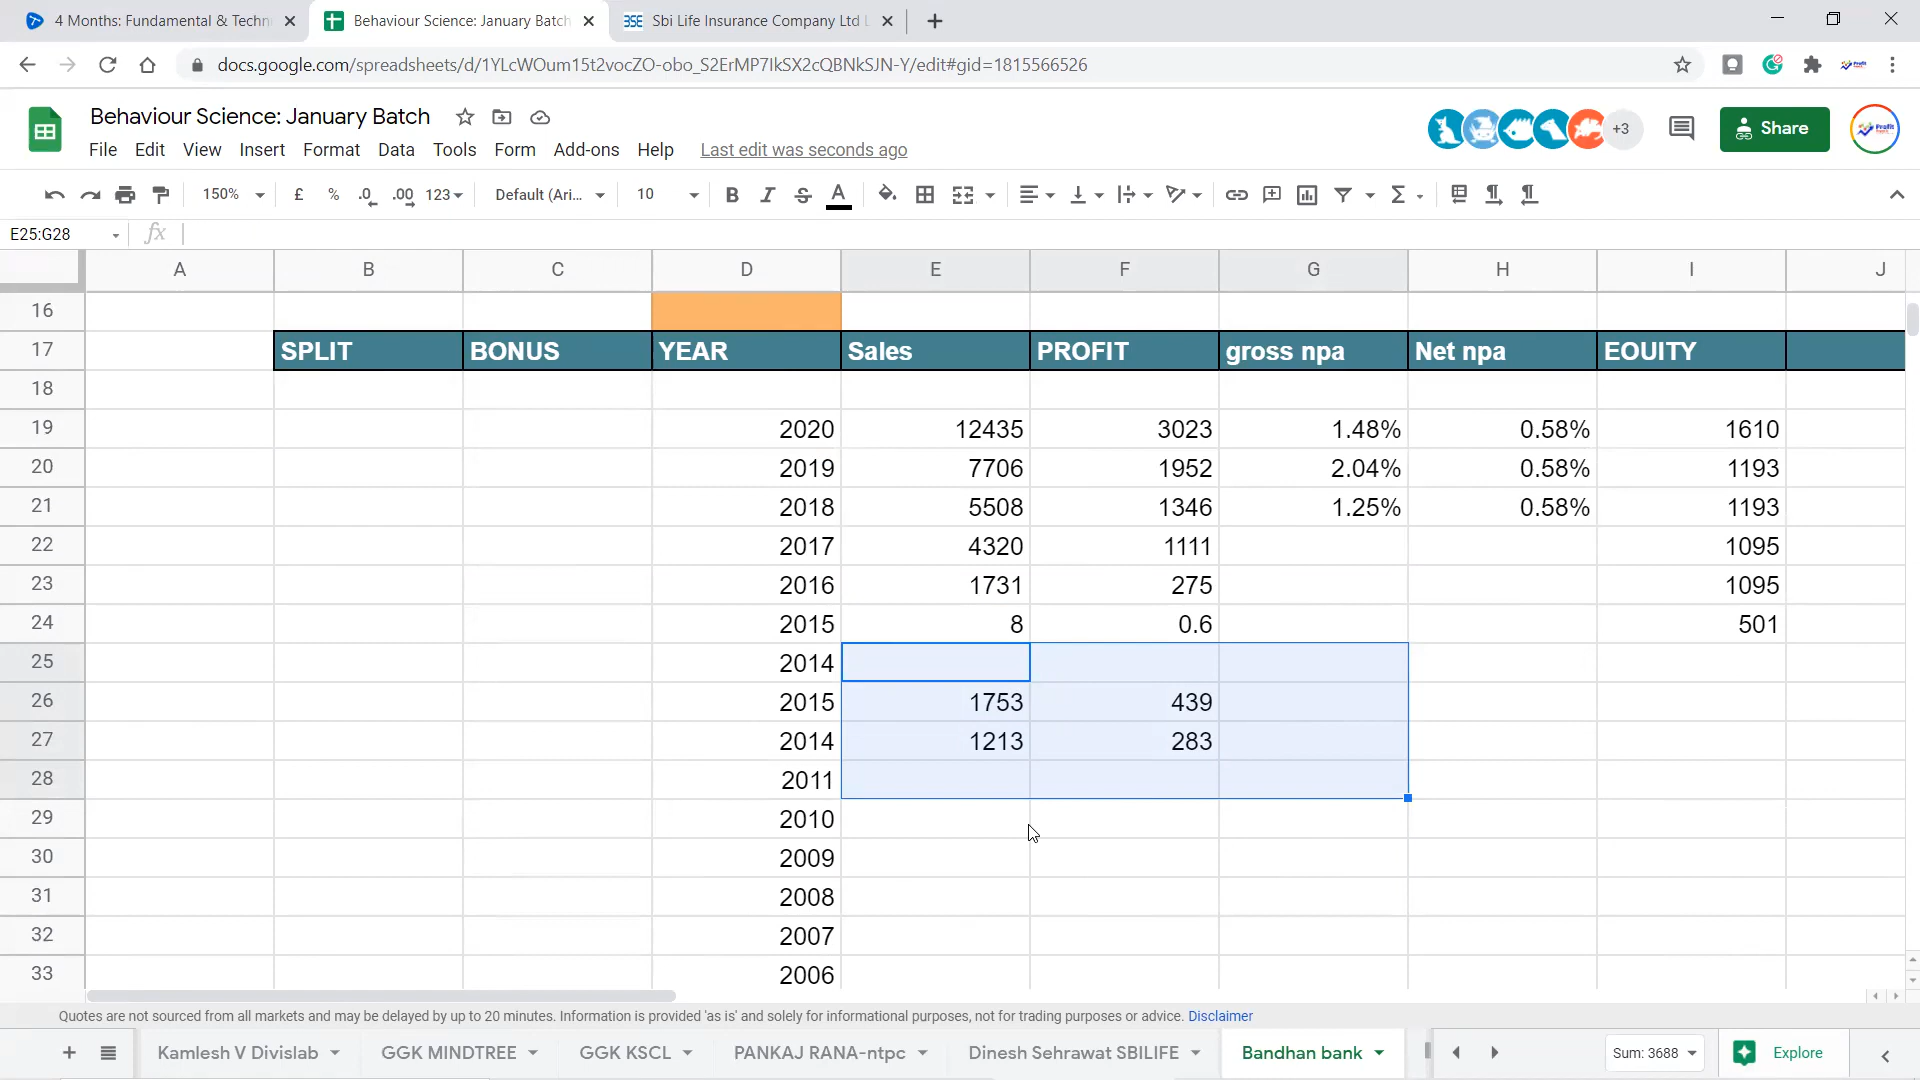 4 Months: Fundamental & Techn
Behaviour Science: January Batch
Sbi Life Insurance Company Ltd
docs.google.com/spreadsheets/d/1YLcWOum15t2vocZO-obo_S2ErMP7IkSX2cQBNkSJN-Y/edit#gid=1815566526
Behaviour Science: January Batch
+3
Share
File Edit View Insert Format Data Tools Form Add-ons Help Last edit was seconds ago
150% £ % .0 .00 123 Default (Ari... 10 B I S A
E25:G28 fx
A B C D E F G H I J
16
17 SPLIT BONUS YEAR Sales PROFIT gross npa Net npa EOUITY
18
19 2020 12435 3023 1.48% 0.58% 1610
20 2019 7706 1952 2.04% 0.58% 1193
21 2018 5508 1346 1.25% 0.58% 1193
22 2017 4320 1111 1095
23 2016 1731 275 1095
24 2015 8 0.6 501
25 2014
26 2015 1753 439
27 2014 1213 283
28 2011
29 2010
30 2009
31 2008
32 2007
33 2006
Quotes are not sourced from all markets and may be delayed by up to 20 minutes. Information is provided 'as is' and solely for informational purposes, not for trading purposes or advice. Disclaimer
Kamlesh V Divislab GGK MINDTREE GGK KSCL PANKAJ RANA-ntpc Dinesh Sehrawat SBILIFE Bandhan bank Sum: 3688 Explore